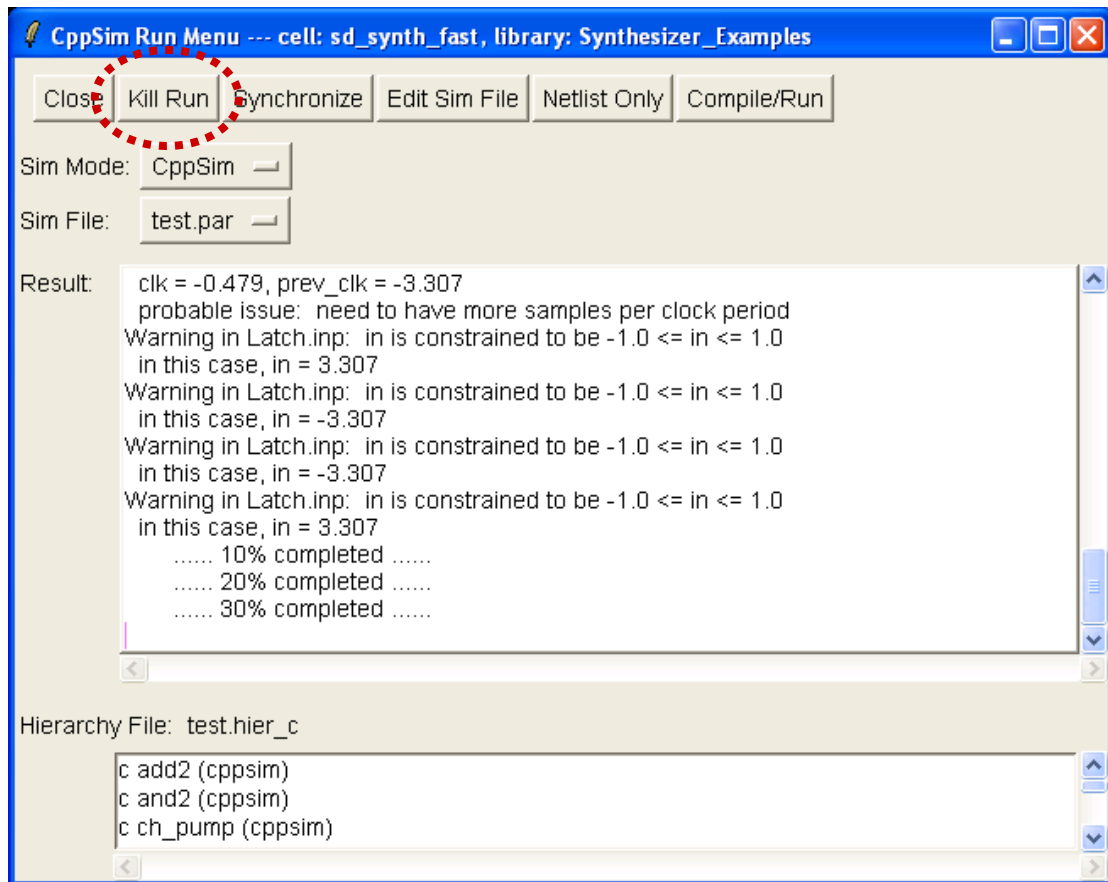 CppSim Run Menu --- cell: sd_synth_fast, library: Synthesizer_Examples
Close Kill Run Synchronize Edit Sim File Netlist Only Compile/Run
Sim Mode: CppSim
Sim File: test.par
Result: clk = -0.479, prev_clk = -3.307
probable issue: need to have more samples per clock period
Warning in Latch.inp: in is constrained to be -1.0 <= in <= 1.0
in this case, in = 3.307
Warning in Latch.inp: in is constrained to be -1.0 <= in <= 1.0
in this case, in = -3.307
Warning in Latch.inp: in is constrained to be -1.0 <= in <= 1.0
in this case, in = -3.307
Warning in Latch.inp: in is constrained to be -1.0 <= in <= 1.0
in this case, in = 3.307
...... 10% completed ......
...... 20% completed ......
...... 30% completed ......
Hierarchy File: test.hier_c
c add2 (cppsim)
c and2 (cppsim)
c ch_pump (cppsim)